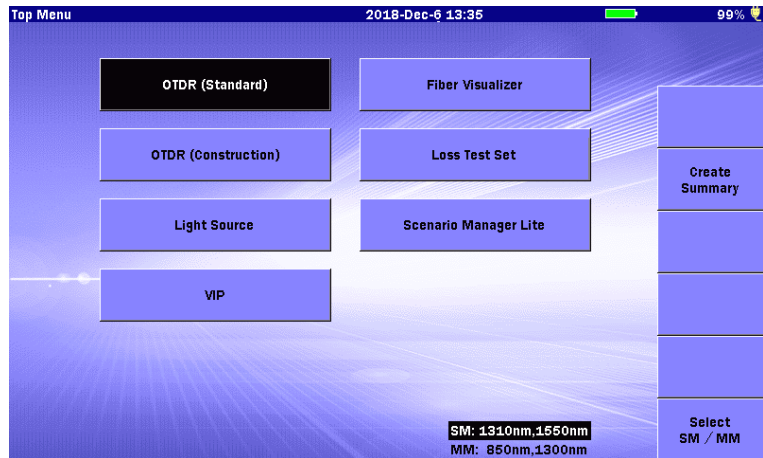 Top Menu 2018-Dec-6 13:35 99%
OTDR (Standard) Fiber Visualizer
OTDR (Construction) Loss Test Set
Create
Summary
Light Source Scenario Manager Lite
VIP
SM: 1310nm,1550nm
MM: 850nm,1300nm
Select
SM / MM